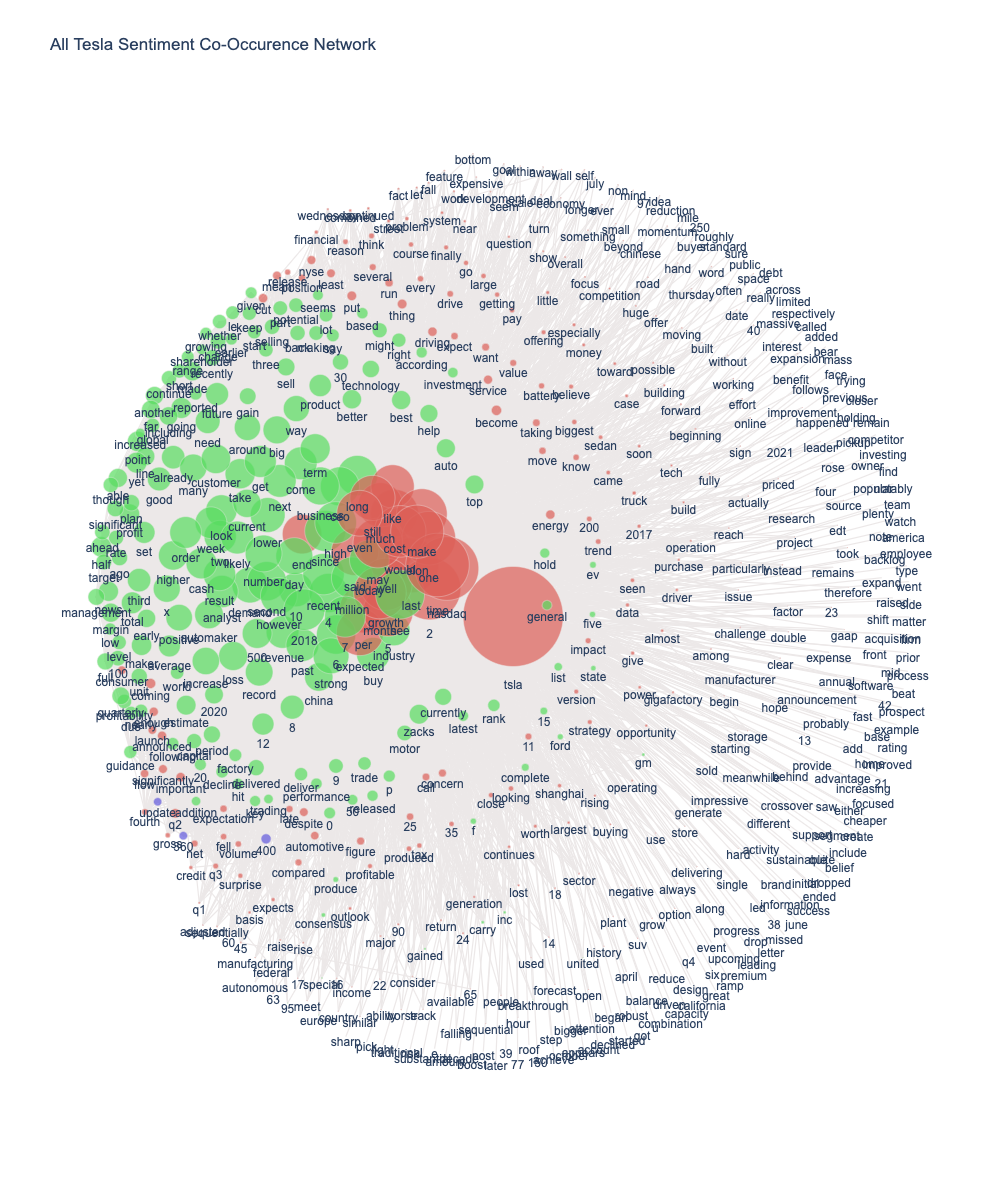 All Tesla Sentiment Co-Occurence Network
bottom
goal within away wall self
feature expensive july non
fact let fall work development scale deal economy longer ever mind 97 idea
wednesday continued seem reduction
street problem system near turn small mile 250
financial think question something momentum roughly
reason course finally show beyond chinese buyer standard
nyse several go overall sure
release least every large focus road hand word public debt
position run getting little competition thursday often space across
given cut seems put thing drive pay huge offer really limited
potential based especially date 40 respectively
keep part lot driving offering moving massive called
whether selling might expect money built interest added
growing start back say right want possible without expansion bear mass
earlier three according value toward face
shareholder range recently 30 technology investment service battery believe building working benefit trying
short made sell case effort follows previous
continue product better become forward improvement closer
another reported future gain best taking biggest online happened remain holding
far going way help sedan beginning sign 2021 leader pickup competitor
global including need move soon investing
increased around big auto know tech rose owner find
point line customer term came fully priced four popular notably
yet already get come top truck build actually source team
able many take research watch
though good next business long energy 200 2017 reach edt note america
plan current ceo like still project
significant profit look lower high much cost trend operation took employee
ahead rate set week even make hold purchase particularly instead remains backlog
half order two likely end since would elon ev seen type
target ago higher number day may one driver issue therefore expand went
cash said today well raised side
news third result second recent million last time nasdaq data factor 23
management x analyst demand 10 growth general five shift matter
total however 4 month see 2 almost challenge double gaap acquisition
margin early positive automaker 2018 7 per 5 impact among clear expense front prior
low average 500 revenue 6 expected industry give manufacturer mid
level maker loss past buy list state annual process
full 100 world increase strong tsla version power gigafactory begin hope announcement software beat
consumer coming record china 42 prospect
unit 2020 currently rank 15 strategy opportunity probably fast example
quarterly estimate 8 zacks latest 13 base
profitability launch 12 motor 11 ford storage add rating
due announced period starting home improved
guidance following capital factory 9 trade complete gm sold provide advantage
significantly 20 decline delivered deliver p call concern operating meanwhile behind 21 increasing
important hit performance looking shanghai impressive crossover saw focused
update addition key trading 50 released close rising generate either
fourth expectation late 0 25 35 f different cheaper
q2 despite worth largest buying store support segment create
gross 360 fell 400 automotive figure use activity
net volume produced tax continues hard sustainable quite include
credit q3 compared profitable delivering belief
surprise produce sector negative always single brand initial dropped
q1 expects lost 18 ended
basis outlook generation option along led information success
adjusted consensus inc plant grow
sequentially 90 return carry progress 38 june
60 45 raise rise major 24 14 suv event drop missed
manufacturing gained history upcoming letter
federal used united q4 leading
autonomous 17 special 22 consider april reduce six premium
income 65 forecast design ramp
63 available people open great
95 meet breakthrough balance driven california
europe country ability track began robust capacity
similar hour bigger attention combination
sharp falling sequential step started got
pick roof declined
traditional e 39 october account
substantial amount decade post achieve
boost later 77 150